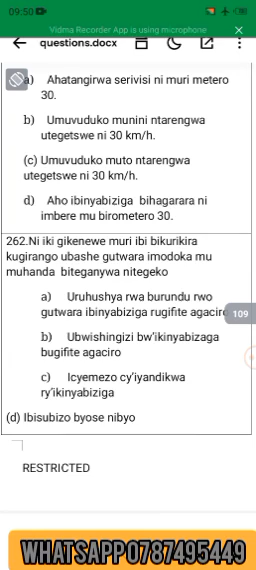 09:50
Vidma Recorder App is using microphone
questions.docx
a) Ahatangirwa serivisi ni muri metero
30.
b) Umuvuduko munini ntarengwa
utegetswe ni 30 km/h.
(c) Umuvuduko muto ntarengwa
utegetswe ni 30 km/h.
d) Aho ibinyabiziga bihagarara ni
imbere mu birometero 30.
262.Ni iki gikenewe muri ibi bikurikira
kugirango ubashe gutwara imodoka mu
muhanda biteganywa nitegeko
a) Uruhushya rwa burundu rwo
gutwara ibinyabiziga rugifite agaciro
109
b) Ubwishingizi bw'ikinyabizaga
bugifite agaciro
c) Icyemezo cy'iyandikwa
ry'ikinyabiziga
(d) Ibisubizo byose nibyo
RESTRICTED
WHATSAPP0787495449